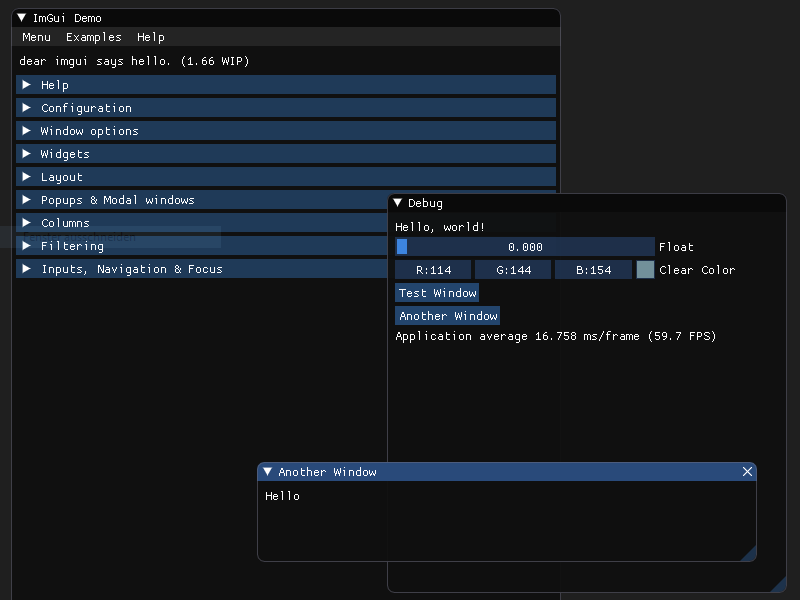 ImGui Demo
Menu Examples Help
dear imgui says hello. (1.66 WIP)
Help
Configuration
Window options
Widgets
Layout
Popups & Modal windows
Columns
Filtering
Inputs, Navigation & Focus
Debug
Hello, world!
0.000 Float
R:114 G:144 B:154 Clear Color
Test Window
Another Window
Application average 16.758 ms/frame (59.7 FPS)
Another Window
Hello